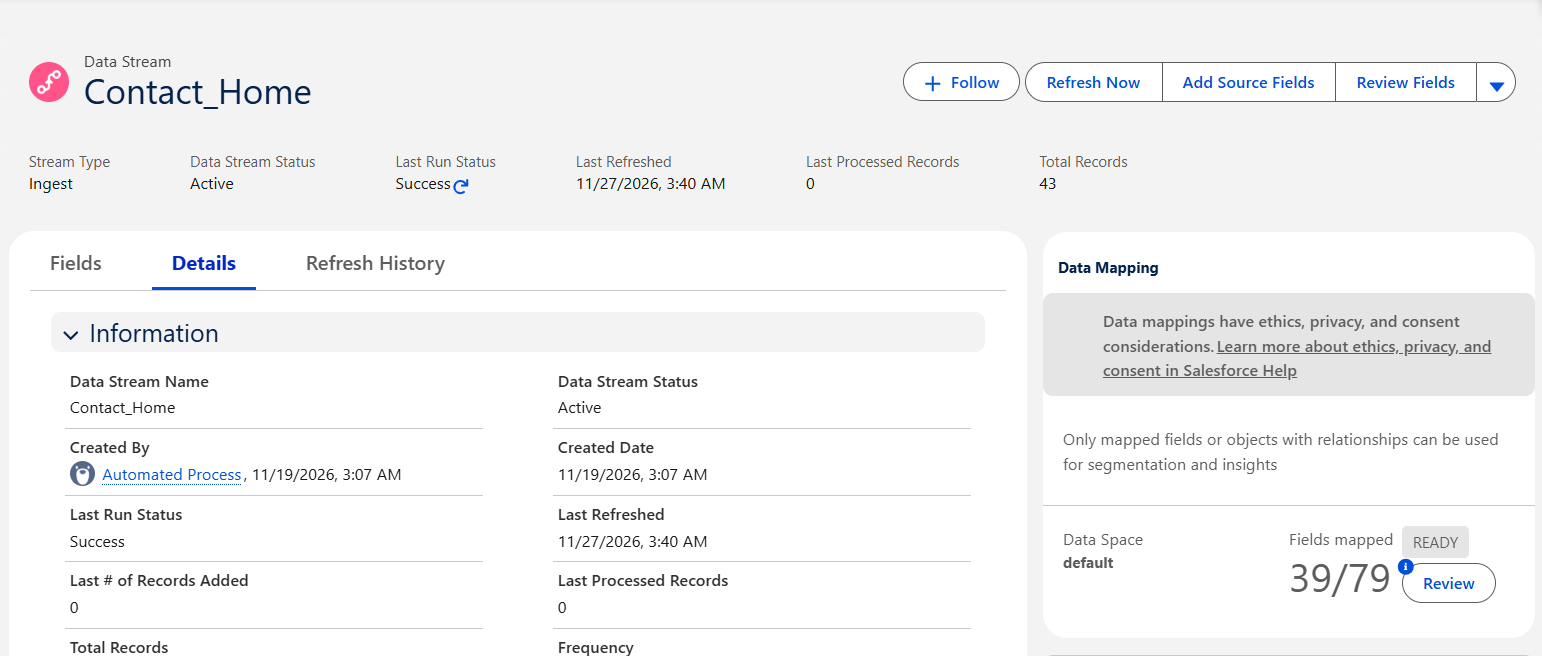 Data Stream
Contact_Home
Follow
Refresh Now
Add Source Fields
Review Fields
Stream Type
Data Stream Status
Last Run Status
Last Refreshed
Last Processed Records
Total Records
Ingest
Active
Success
11/27/2026, 3:40 AM
0
43
Fields
Details
Refresh History
Information
Data Stream Name
Contact_Home
Data Stream Status
Active
Created By
Automated Process, 11/19/2026, 3:07 AM
Created Date
11/19/2026, 3:07 AM
Last Run Status
Success
Last Refreshed
11/27/2026, 3:40 AM
Last # of Records Added
0
Last Processed Records
0
Total Records
Frequency
Data Mapping
Data mappings have ethics, privacy, and consent
considerations. Learn more about ethics, privacy, and
consent in Salesforce Help
Only mapped fields or objects with relationships can be used
for segmentation and insights
Data Space
default
Fields mapped
READY
39/79
i
Review